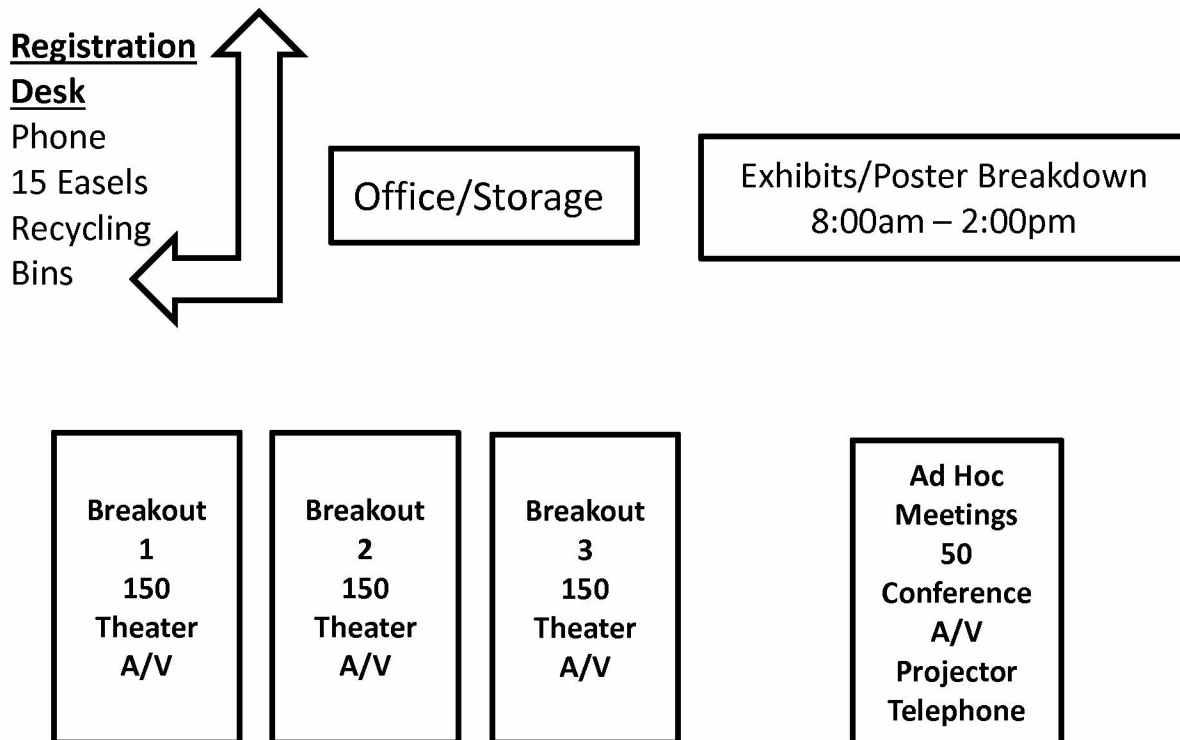 Registration
Desk
Phone
15 Easels
Recycling
Bins
Office/Storage
Exhibits/Poster Breakdown
8:00am – 2:00pm
Breakout
1
150
Theater
A/V
Breakout
2
150
Theater
A/V
Breakout
3
150
Theater
A/V
Ad Hoc
Meetings
50
Conference
A/V
Projector
Telephone